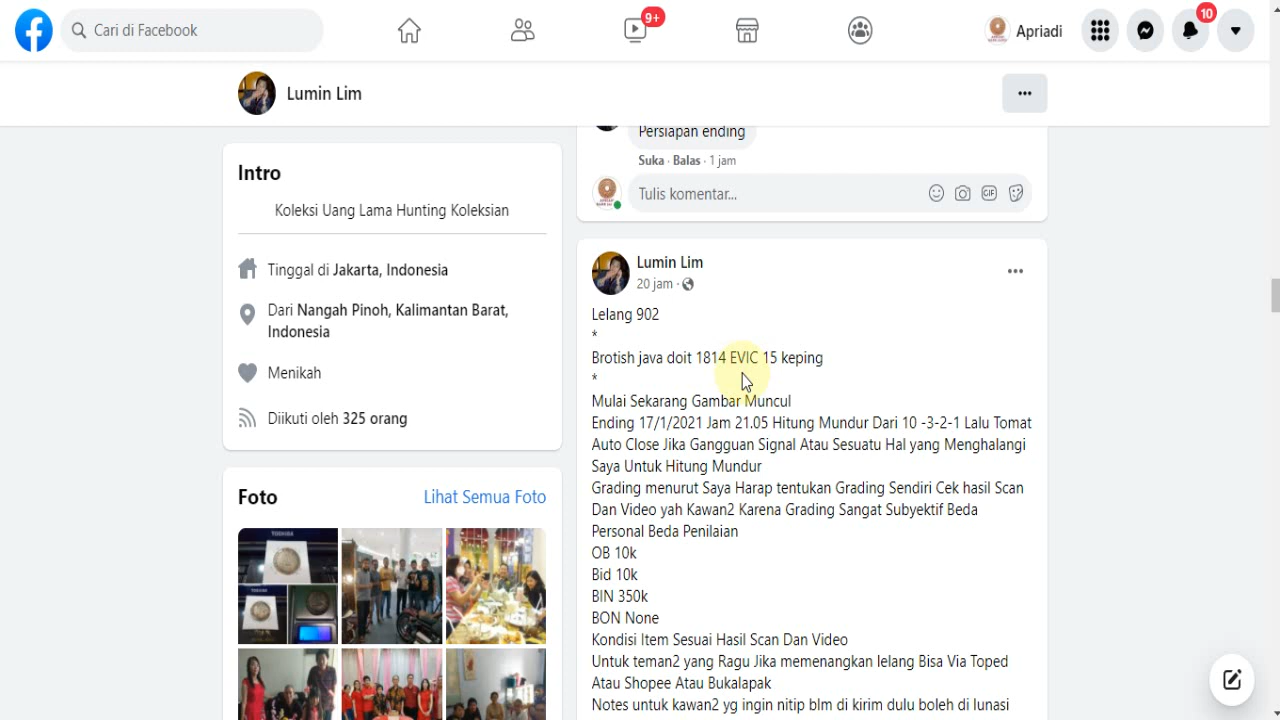 Cari di Facebook
9+
Apriadi
10
Lumin Lim
Persiapan ending
Suka · Balas · 1 jam
Tulis komentar...
GIF
Intro
Koleksi Uang Lama Hunting Koleksian
Tinggal di Jakarta, Indonesia
Dari Nangah Pinoh, Kalimantan Barat,
Indonesia
Menikah
Diikuti oleh 325 orang
Foto
Lihat Semua Foto
Lumin Lim
20 jam ·
Lelang 902
*
Brotish java doit 1814 EVIC 15 keping
*
Mulai Sekarang Gambar Muncul
Ending 17/1/2021 Jam 21.05 Hitung Mundur Dari 10 -3-2-1 Lalu Tomat
Auto Close Jika Gangguan Signal Atau Sesuatu Hal yang Menghalangi
Saya Untuk Hitung Mundur
Grading menurut Saya Harap tentukan Grading Sendiri Cek hasil Scan
Dan Video yah Kawan2 Karena Grading Sangat Subyektif Beda
Personal Beda Penilaian
OB 10k
Bid 10k
BIN 350k
BON None
Kondisi Item Sesuai Hasil Scan Dan Video
Untuk teman2 yang Ragu Jika memenangkan lelang Bisa Via Toped
Atau Shopee Atau Bukalapak
Notes untuk kawan2 yg ingin nitip blm di kirim dulu boleh di lunasi